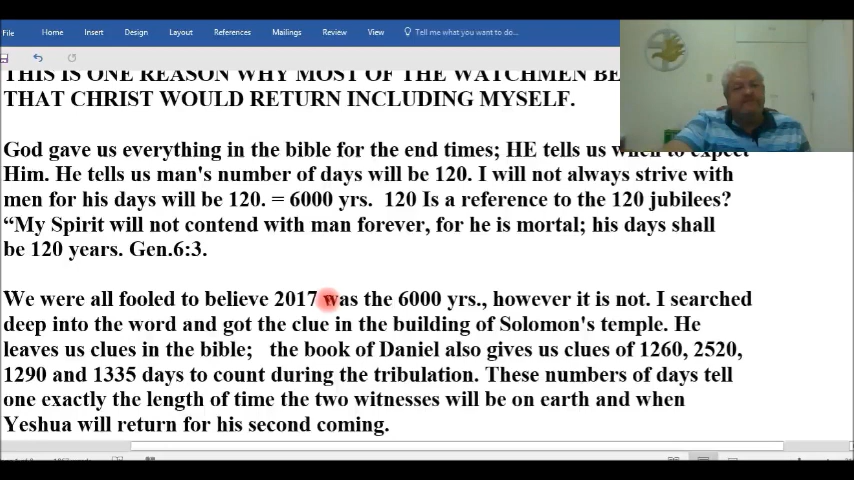 File Home Insert Design Layout References Mailings Review View Tell me what you want to do...
THIS IS ONE REASON WHY MOST OF THE WATCHMEN BE
THAT CHRIST WOULD RETURN INCLUDING MYSELF.
God gave us everything in the bible for the end times; HE tells us when to expect
Him. He tells us man's number of days will be 120. I will not always strive with
men for his days will be 120. = 6000 yrs. 120 Is a reference to the 120 jubilees?
“My Spirit will not contend with man forever, for he is mortal; his days shall
be 120 years. Gen.6:3.
We were all fooled to believe 2017 was the 6000 yrs., however it is not. I searched
deep into the word and got the clue in the building of Solomon's temple. He
leaves us clues in the bible; the book of Daniel also gives us clues of 1260, 2520,
1290 and 1335 days to count during the tribulation. These numbers of days tell
one exactly the length of time the two witnesses will be on earth and when
Yeshua will return for his second coming.